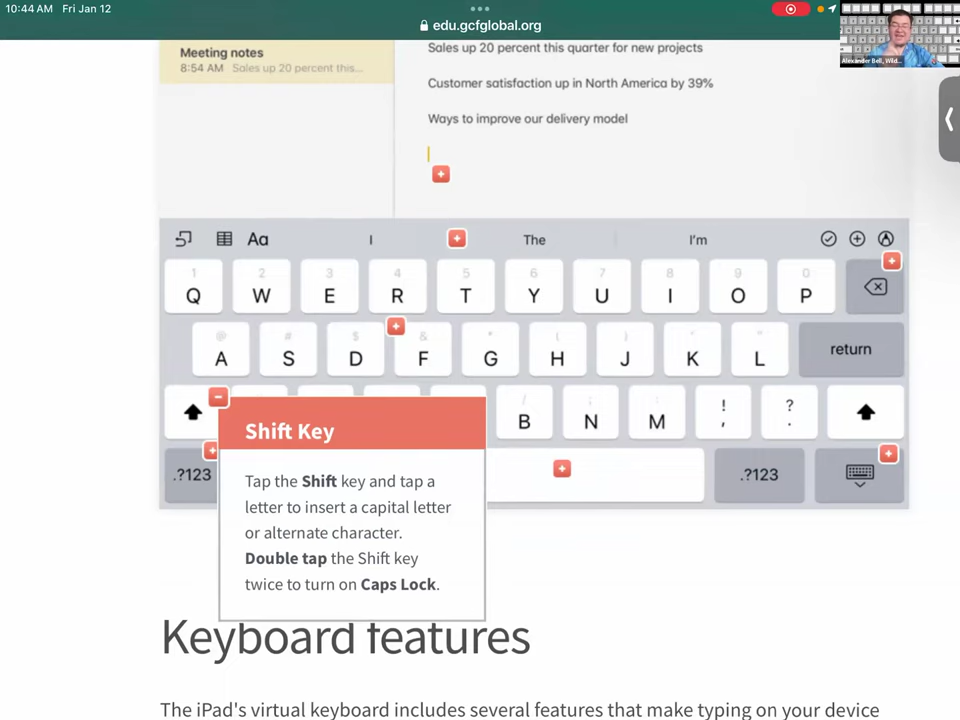 10:44 AM Fri Jan 12
edu.gcfglobal.org
Meeting notes
8:54 AM Sales up 20 percent this...
Sales up 20 percent this quarter for new projects
Customer satisfaction up in North America by 39%
Ways to improve our delivery model
Alexander Bell, Wild...
Aa I The I'm
1 2 3 4 5 6 7 8 9 0
Q W E R T Y U I O P
@ # & * ( ) ' "
A S D F G H J K L return
/ ; : ! ?
B N M , .
.?123 .?123
Shift Key
Tap the Shift key and tap a
letter to insert a capital letter
or alternate character.
Double tap the Shift key
twice to turn on Caps Lock.
Keyboard features
The iPad's virtual keyboard includes several features that make typing on your device